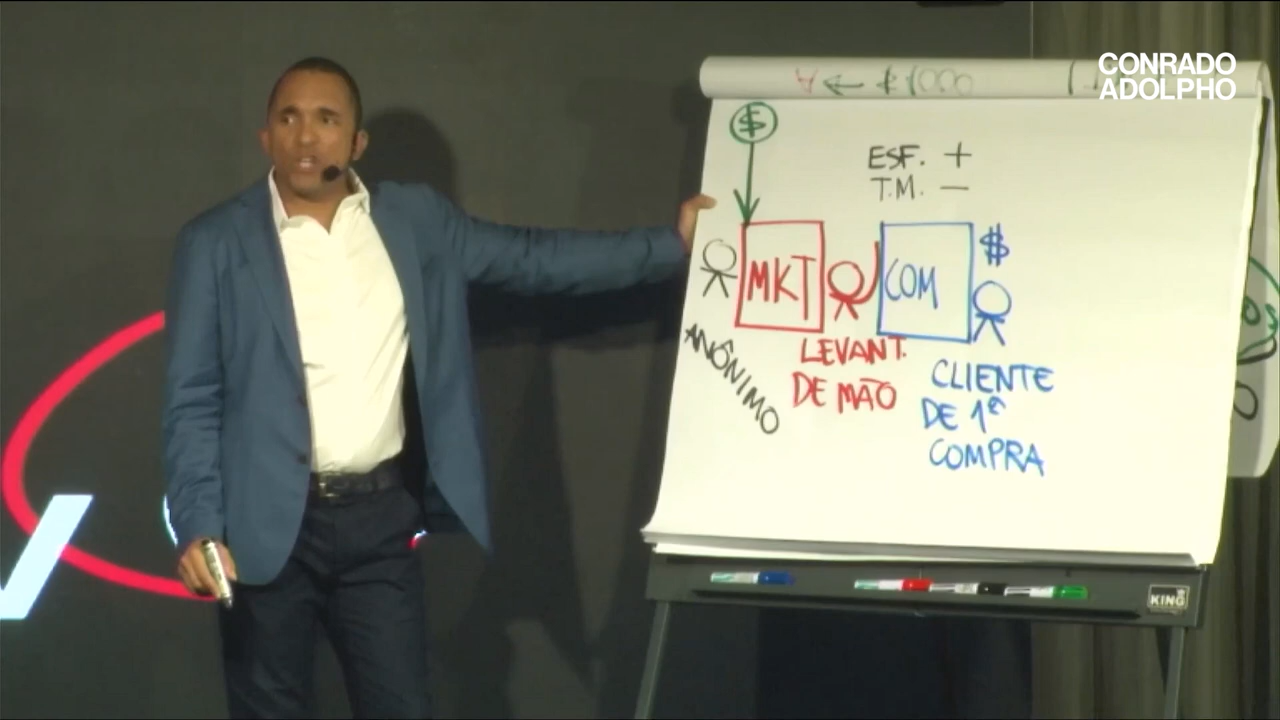 CONRADO
ADOLPHO
$
ESF. +
T.M. –
MKT
COM
$
ANÔNIMO
LEVANT.
DE MÃO
CLIENTE
DE 1ª
COMPRA
KING